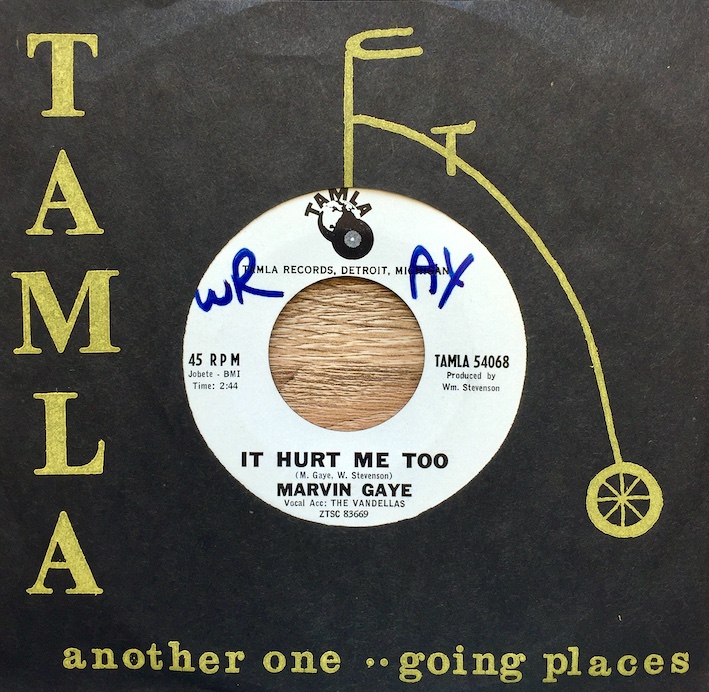 TAMLA
TAMLA
TAMLA RECORDS, DETROIT, MICHIGAN
WR AY
45 RPM
Jobete - BMI
Time: 2:44
TAMLA 54068
Produced by
Wm. Stevenson
IT HURT ME TOO
(M. Gaye, W. Stevenson)
MARVIN GAYE
Vocal Acc: THE VANDELLAS
ZTSC 83669
another one ·· going places